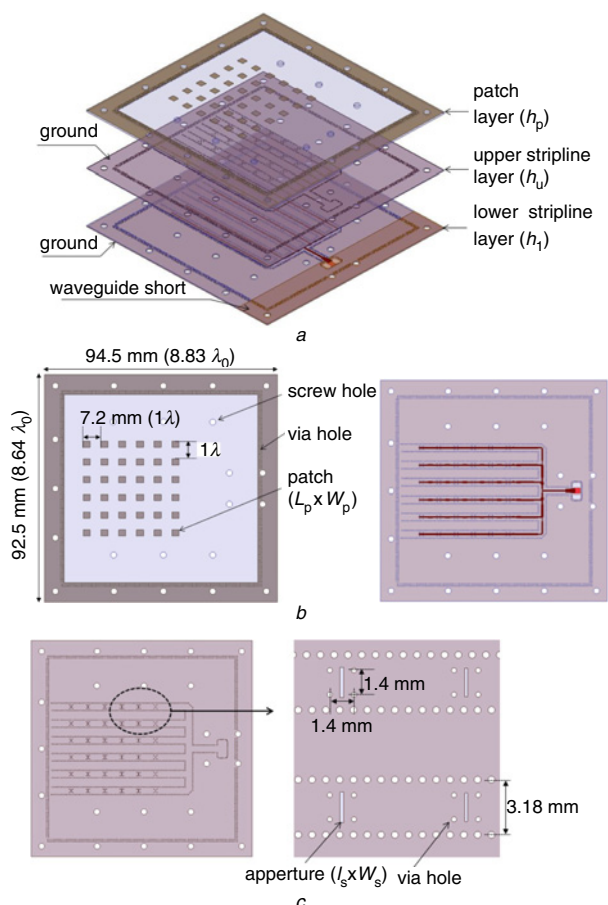 patch
layer (hp)
ground
upper stripline
layer (hu)
lower stripline
layer (h1)
ground
waveguide short
a
94.5 mm (8.83 λ0)
92.5 mm (8.64 λ0)
7.2 mm (1λ)
1λ
screw hole
via hole
patch
(Lp x Wp)
b
1.4 mm
1.4 mm
3.18 mm
apperture (ls x Ws)
via hole
c